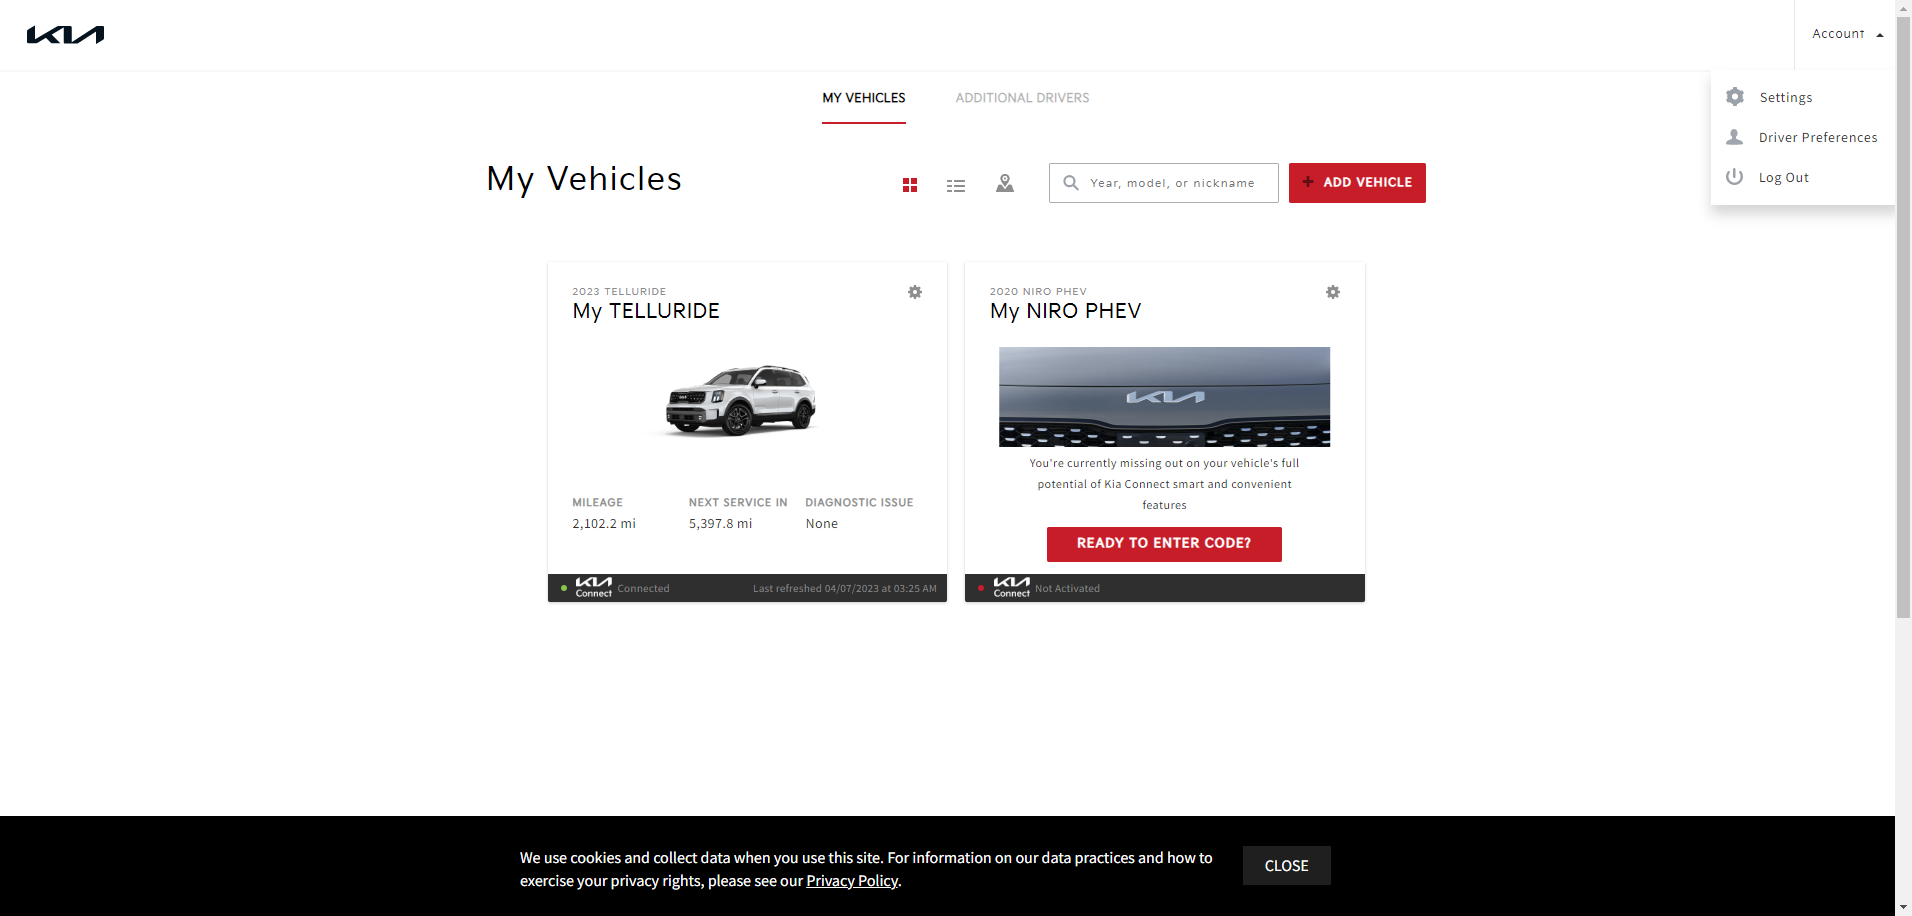 KIA
Account
Settings
Driver Preferences
Log Out
MY VEHICLES
ADDITIONAL DRIVERS
My Vehicles
Year, model, or nickname
+ ADD VEHICLE
2023 TELLURIDE
My TELLURIDE
MILEAGE
NEXT SERVICE IN
DIAGNOSTIC ISSUE
2,102.2 mi
5,397.8 mi
None
KIA
Connect
Connected
Last refreshed 04/07/2023 at 03:25 AM
2020 NIRO PHEV
My NIRO PHEV
KIA
You're currently missing out on your vehicle's full
potential of Kia Connect smart and convenient
features
READY TO ENTER CODE?
KIA
Connect
Not Activated
We use cookies and collect data when you use this site. For information on our data practices and how to
exercise your privacy rights, please see our Privacy Policy.
CLOSE